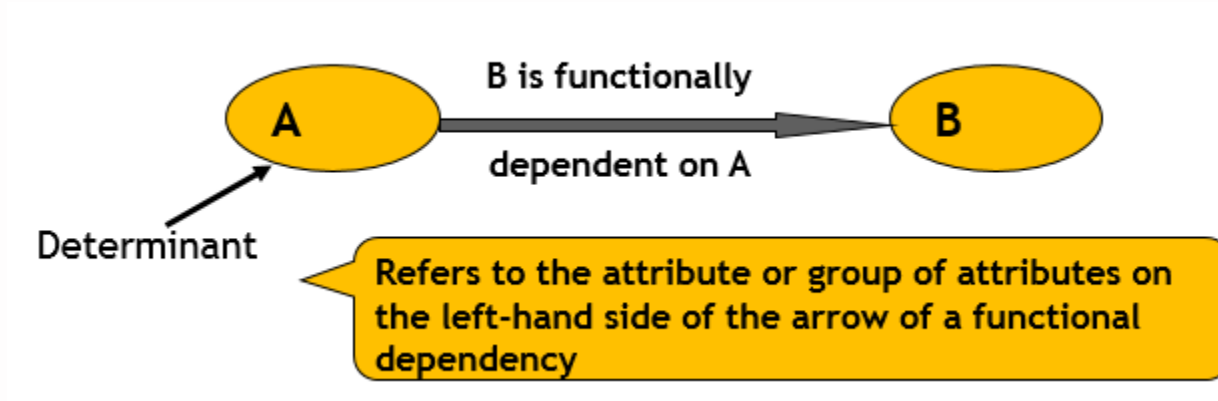 B is functionally
A
B
dependent on A
Determinant
Refers to the attribute or group of attributes on
the left-hand side of the arrow of a functional
dependency